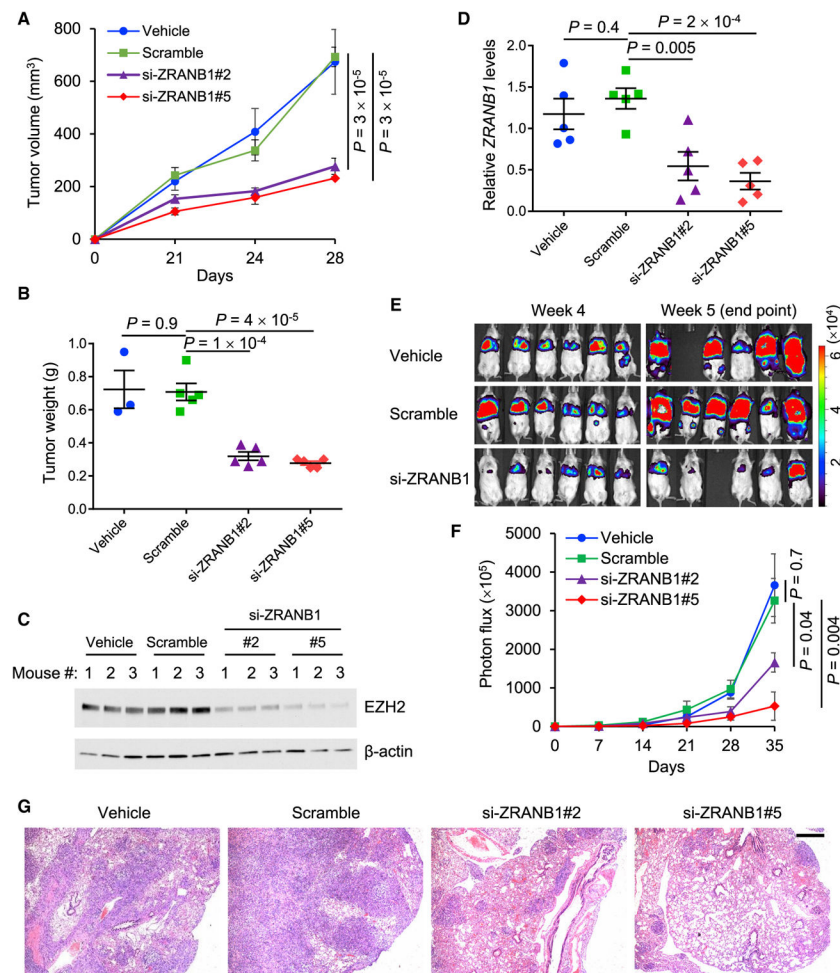 A
Vehicle
Scramble
si-ZRANB1#2
si-ZRANB1#5
Tumor volume (mm³)
800
600
400
200
0
0 21 24 28
Days
P = 3 × 10⁻⁵
P = 3 × 10⁻⁵
B
P = 4 × 10⁻⁵
P = 0.9
P = 1 × 10⁻⁴
Tumor weight (g)
1.0
0.8
0.6
0.4
0.2
0.0
Vehicle
Scramble
si-ZRANB1#2
si-ZRANB1#5
C
si-ZRANB1
Vehicle Scramble #2 #5
Mouse #: 1 2 3 1 2 3 1 2 3 1 2 3
EZH2
β-actin
D
P = 2 × 10⁻⁴
P = 0.4
P = 0.005
Relative ZRANB1 levels
2.0
1.5
1.0
0.5
0.0
Vehicle
Scramble
si-ZRANB1#2
si-ZRANB1#5
E
Week 4 Week 5 (end point)
Vehicle
Scramble
si-ZRANB1
6 (×10⁴)
4
2
F
Vehicle
Scramble
si-ZRANB1#2
si-ZRANB1#5
Photon flux (×10⁵)
5000
4000
3000
2000
1000
0
0 7 14 21 28 35
Days
P = 0.7
P = 0.04
P = 0.004
G
Vehicle Scramble si-ZRANB1#2 si-ZRANB1#5